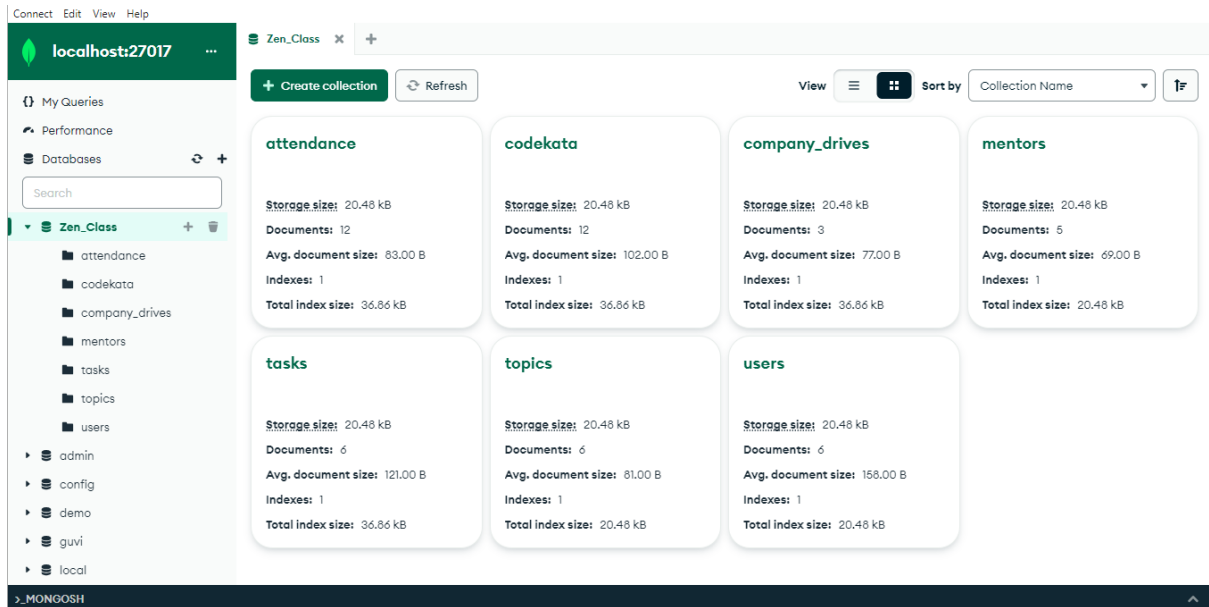 Connect Edit View Help
localhost:27017 ...
My Queries
Performance
Databases
Search
Zen_Class
attendance
codekata
company_drives
mentors
tasks
topics
users
admin
config
demo
guvi
local
Zen_Class
Create collection
Refresh
View
Sort by
Collection Name
attendance
Storage size: 20.48 kB
Documents: 12
Avg. document size: 83.00 B
Indexes: 1
Total index size: 36.86 kB
codekata
Storage size: 20.48 kB
Documents: 12
Avg. document size: 102.00 B
Indexes: 1
Total index size: 36.86 kB
company_drives
Storage size: 20.48 kB
Documents: 3
Avg. document size: 77.00 B
Indexes: 1
Total index size: 36.86 kB
mentors
Storage size: 20.48 kB
Documents: 5
Avg. document size: 69.00 B
Indexes: 1
Total index size: 20.48 kB
tasks
Storage size: 20.48 kB
Documents: 6
Avg. document size: 121.00 B
Indexes: 1
Total index size: 36.86 kB
topics
Storage size: 20.48 kB
Documents: 6
Avg. document size: 81.00 B
Indexes: 1
Total index size: 20.48 kB
users
Storage size: 20.48 kB
Documents: 6
Avg. document size: 158.00 B
Indexes: 1
Total index size: 20.48 kB
>_MONGOSH